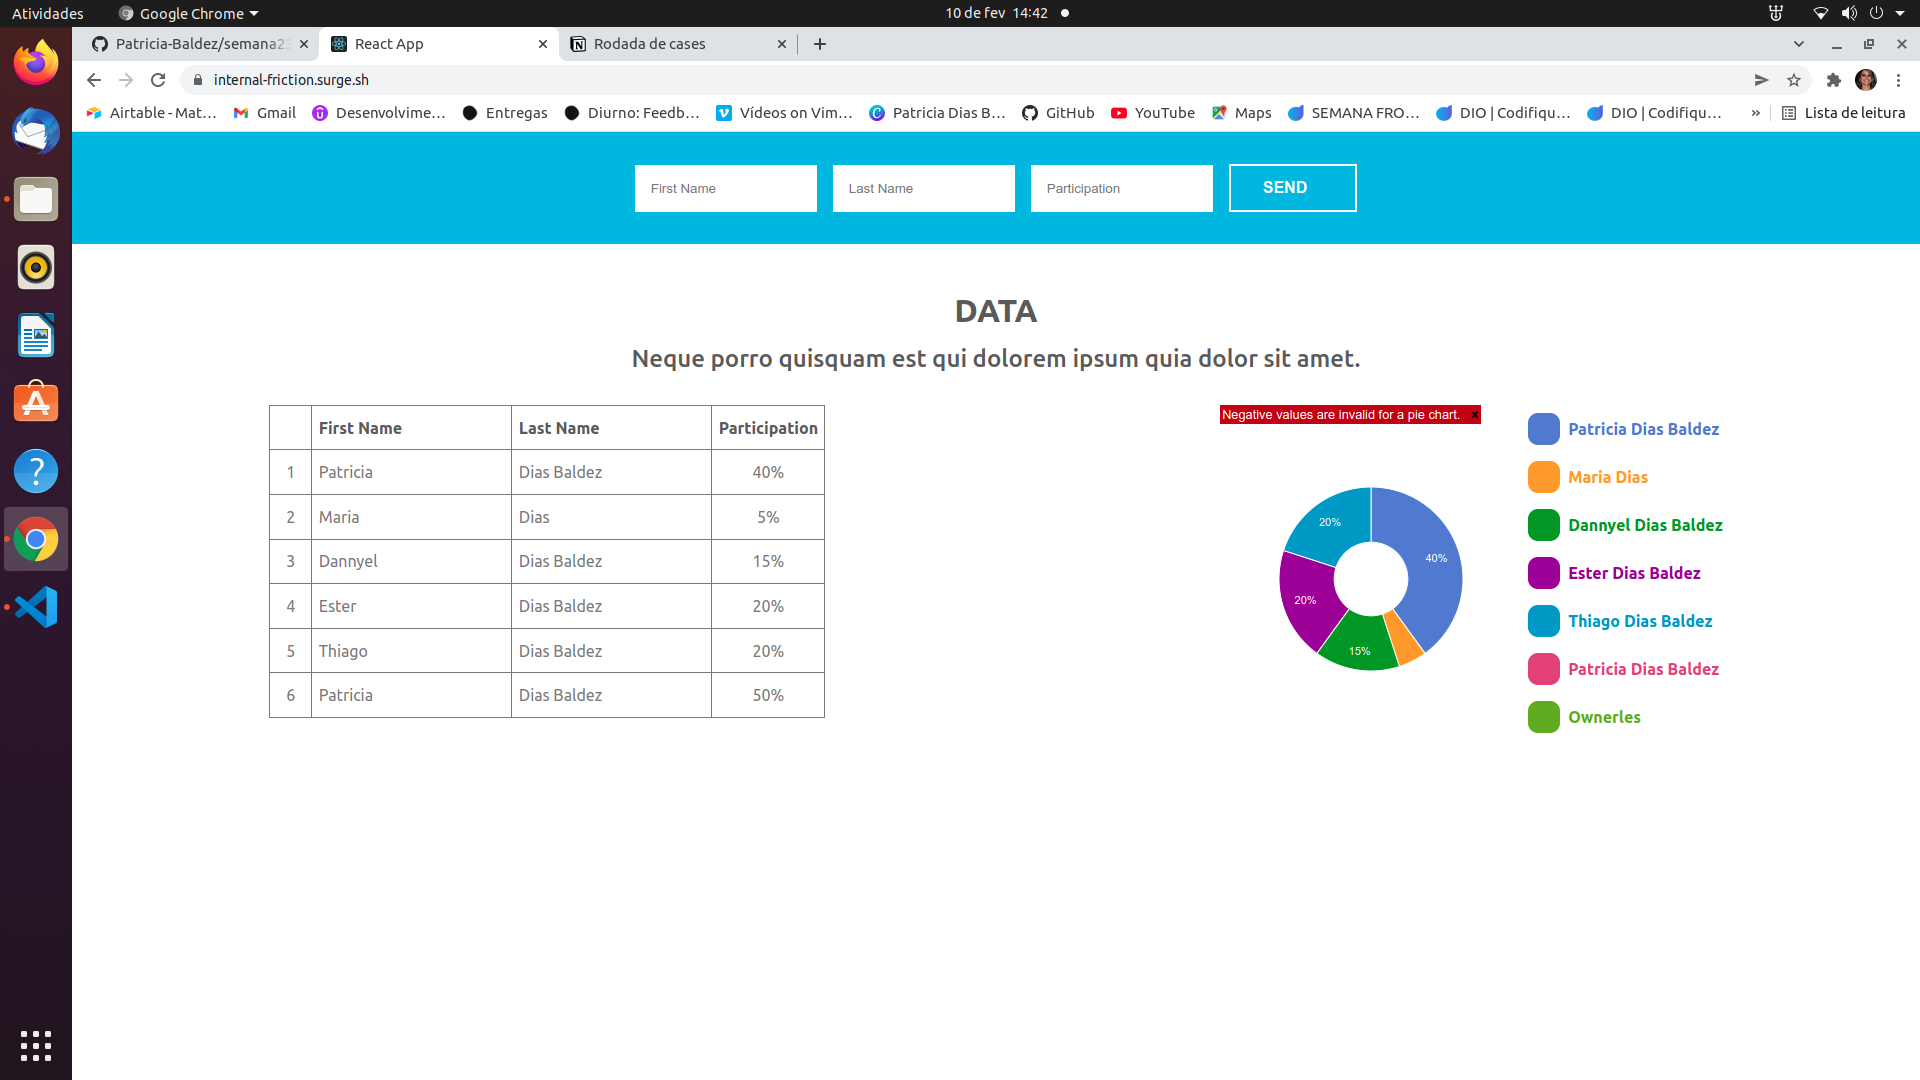 Atividades Google Chrome 10 de fev 14:42
Patricia-Baldez/semana23 React App Rodada de cases
internal-friction.surge.sh
Airtable - Mat… Gmail Desenvolvime… Entregas Diurno: Feedb… Vídeos on Vim… Patricia Dias B… GitHub YouTube Maps SEMANA FRO… DIO | Codifiqu… DIO | Codifiqu… » Lista de leitura
First Name Last Name Participation SEND
DATA
Neque porro quisquam est qui dolorem ipsum quia dolor sit amet.
First Name Last Name Participation
1 Patricia Dias Baldez 40%
2 Maria Dias 5%
3 Dannyel Dias Baldez 15%
4 Ester Dias Baldez 20%
5 Thiago Dias Baldez 20%
6 Patricia Dias Baldez 50%
Negative values are invalid for a pie chart. ×
20%
40%
20%
15%
Patricia Dias Baldez
Maria Dias
Dannyel Dias Baldez
Ester Dias Baldez
Thiago Dias Baldez
Patricia Dias Baldez
Ownerles